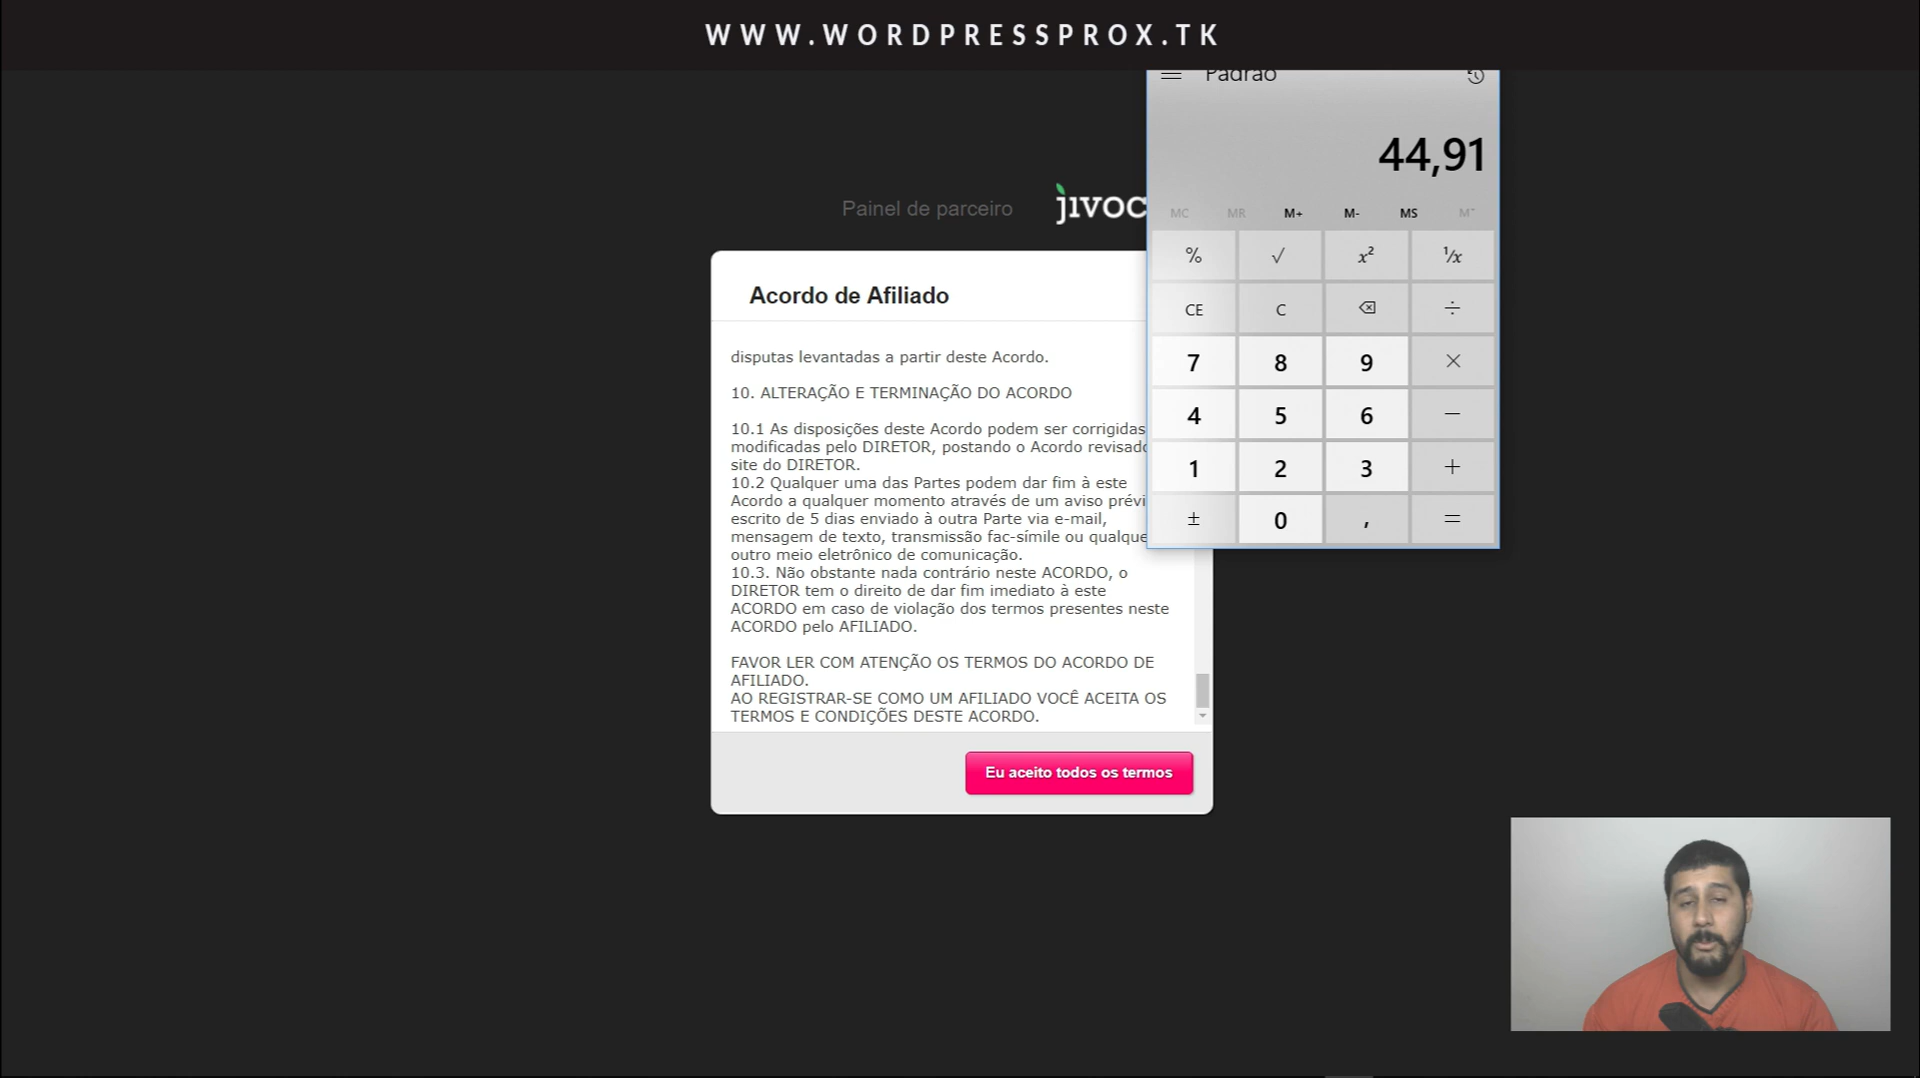 WWW.WORDPRESSPROX.TK
Padrão
44,91
MC MR M+ M- MS
% √ x² ¹/x
CE C ÷
7 8 9 ×
4 5 6 −
1 2 3 +
± 0 , =
Painel de parceiro
jivoc
Acordo de Afiliado
disputas levantadas a partir deste Acordo.
10. ALTERAÇÃO E TERMINAÇÃO DO ACORDO
10.1 As disposições deste Acordo podem ser corrigidas
modificadas pelo DIRETOR, postando o Acordo revisado
site do DIRETOR.
10.2 Qualquer uma das Partes podem dar fim à este
Acordo a qualquer momento através de um aviso prévi
escrito de 5 dias enviado à outra Parte via e-mail,
mensagem de texto, transmissão fac-símile ou qualque
outro meio eletrônico de comunicação.
10.3. Não obstante nada contrário neste ACORDO, o
DIRETOR tem o direito de dar fim imediato à este
ACORDO em caso de violação dos termos presentes neste
ACORDO pelo AFILIADO.
FAVOR LER COM ATENÇÃO OS TERMOS DO ACORDO DE
AFILIADO.
AO REGISTRAR-SE COMO UM AFILIADO VOCÊ ACEITA OS
TERMOS E CONDIÇÕES DESTE ACORDO.
Eu aceito todos os termos